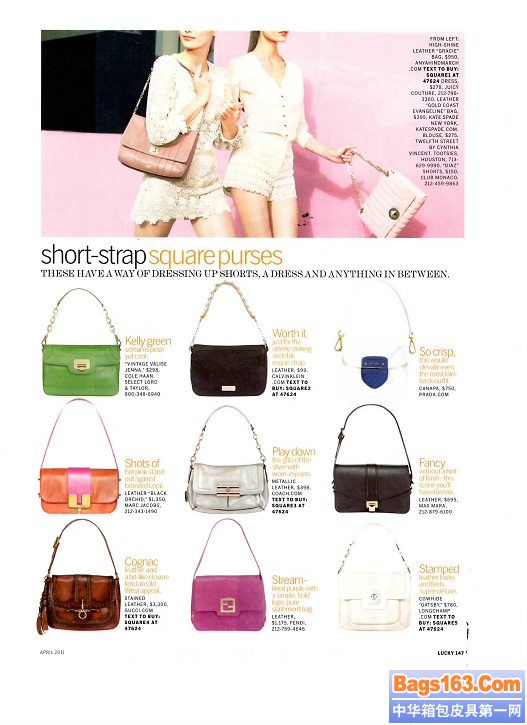 FROM LEFT:
HIGH-SHINE
LEATHER "GRACIE"
BAG, $950,
ANYAHINDMARCH
.COM TEXT TO BUY:
SQUARE1 AT
47624 DRESS,
$278, JUICY
COUTURE, 212-796-
3360. LEATHER
"GOLD COAST
EVANGELINE" BAG,
$395, KATE SPADE
NEW YORK,
KATESPADE.COM.
BLOUSE, $275,
TWELFTH STREET
BY CYNTHIA
VINCENT. TOOTSIES,
HOUSTON, 713-
629-9990. "DIAZ"
SHORTS, $150,
CLUB MONACO,
212-459-9863
short-strap square purses
THESE HAVE A WAY OF DRESSING UP SHORTS, A DRESS AND ANYTHING IN BETWEEN.
Kelly green
screams posh
yet cool.
"VINTAGE VALISE
JENNA," $298,
COLE HAAN,
SELECT LORD
& TAYLOR,
800-348-6940
Worth it
just for the
utterly striking
skeletal-
esque strap.
LEATHER, $99,
CALVINKLEIN
.COM TEXT TO
BUY: SQUARE2
AT 47624
So crisp,
this would
elevate even
the most laid-
back outfit.
CANAPA, $750,
PRADA.COM
Shots of
hot pink stand
out against
bronzed coral.
LEATHER "BLACK
ORCHID," $1,350,
MARC JACOBS,
212-343-1490
Play down
the glitz of the
silver with
worn-in jeans.
METALLIC
LEATHER, $398,
COACH.COM
TEXT TO BUY:
SQUARE3 AT
47624
Fancy
without a hint
of flash—this
is one you'll
have forever.
LEATHER, $695,
MAX MARA,
212-879-6100
Cognac
leather and
a bit-like closure
lend an Old
West appeal.
STAINED
LEATHER, $3,300,
GUCCI.COM
TEXT TO BUY:
SQUARE4 AT
47624
Stream-
lined purple with
a simple, bold
logo: pure
statement bag.
LEATHER,
$1,175, FENDI,
212-759-4646
Stamped
leather looks
and feels
super-deluxe.
COWHIDE
"GATSBY," $780,
LONGCHAMP
.COM TEXT TO
BUY: SQUARE5
AT 47624
APRIL 2011
LUCKY 147
Bags163.Com
中华箱包皮具第一网